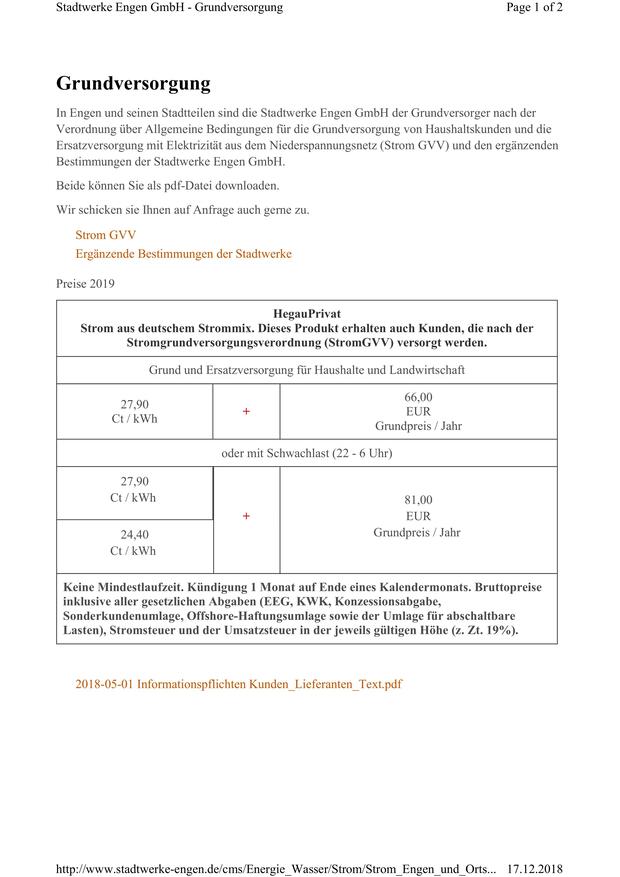 Stadtwerke Engen GmbH - Grundversorgung
Page 1 of 2
Grundversorgung
In Engen und seinen Stadtteilen sind die Stadtwerke Engen GmbH der Grundversorger nach der
Verordnung über Allgemeine Bedingungen für die Grundversorgung von Haushaltskunden und die
Ersatzversorgung mit Elektrizität aus dem Niederspannungsnetz (Strom GVV) und den ergänzenden
Bestimmungen der Stadtwerke Engen GmbH.
Beide können Sie als pdf-Datei downloaden.
Wir schicken sie Ihnen auf Anfrage auch gerne zu.
Strom GVV
Ergänzende Bestimmungen der Stadtwerke
Preise 2019
HegauPrivat
Strom aus deutschem Strommix. Dieses Produkt erhalten auch Kunden, die nach der
Stromgrundversorgungsverordnung (StromGVV) versorgt werden.
Grund und Ersatzversorgung für Haushalte und Landwirtschaft
27,90
Ct / kWh
+
66,00
EUR
Grundpreis / Jahr
oder mit Schwachlast (22 - 6 Uhr)
27,90
Ct / kWh
24,40
Ct / kWh
+
81,00
EUR
Grundpreis / Jahr
Keine Mindestlaufzeit. Kündigung 1 Monat auf Ende eines Kalendermonats. Bruttopreise
inklusive aller gesetzlichen Abgaben (EEG, KWK, Konzessionsabgabe,
Sonderkundenumlage, Offshore-Haftungsumlage sowie der Umlage für abschaltbare
Lasten), Stromsteuer und der Umsatzsteuer in der jeweils gültigen Höhe (z. Zt. 19%).
2018-05-01 Informationspflichten Kunden_Lieferanten_Text.pdf
http://www.stadtwerke-engen.de/cms/Energie_Wasser/Strom/Strom_Engen_und_Orts... 17.12.2018